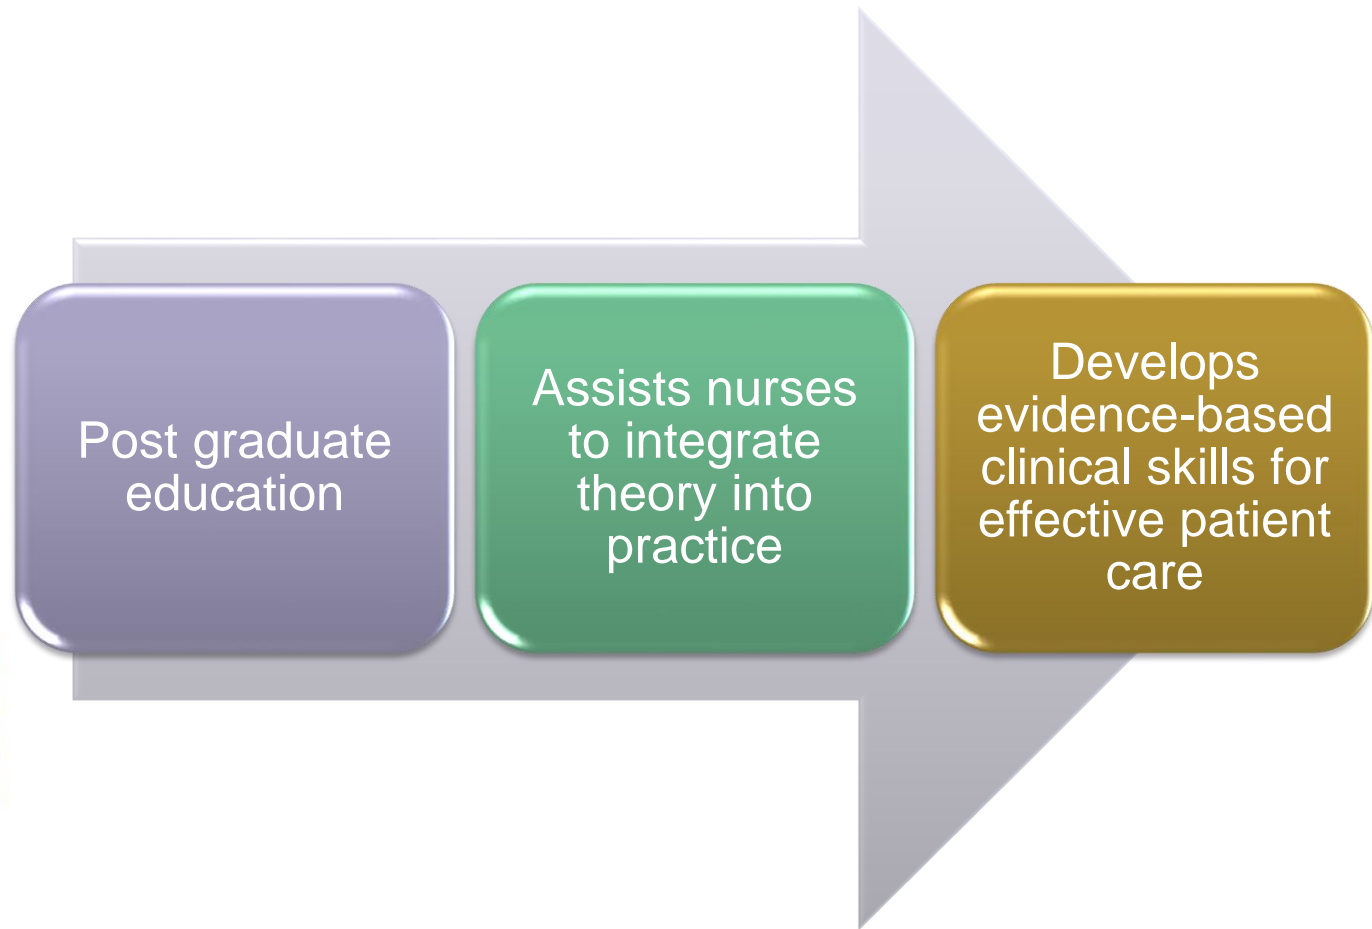 Post graduate
education
Assists nurses
to integrate
theory into
practice
Develops
evidence-based
clinical skills for
effective patient
care